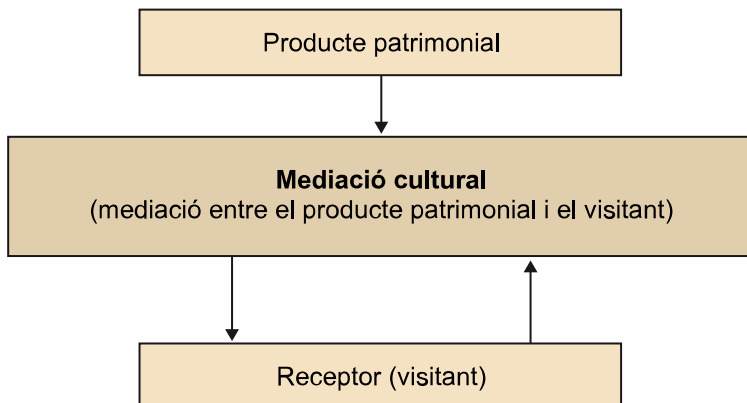 Producte patrimonial
Mediació cultural
(mediació entre el producte patrimonial i el visitant)
Receptor (visitant)